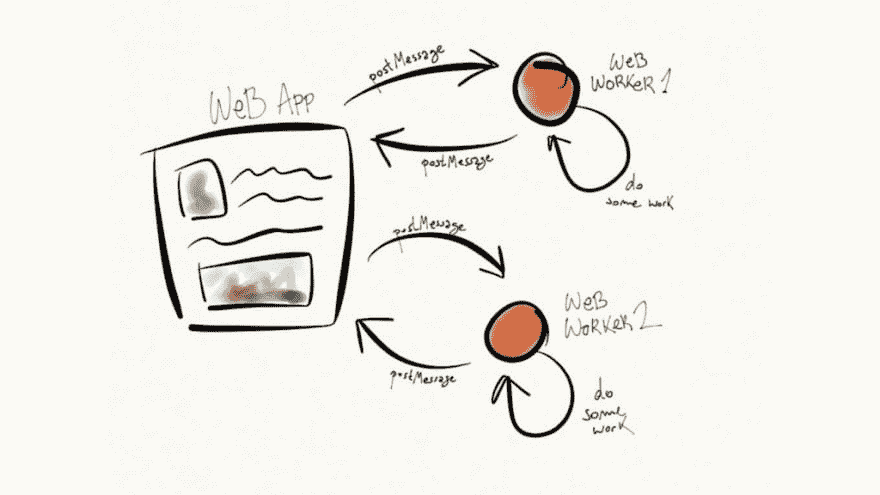 WeB App
postMessage
WeB
WORKER 1
postMessage
do
some work
postMessage
WeB
WorKeR 2
postMessage
do
some
work